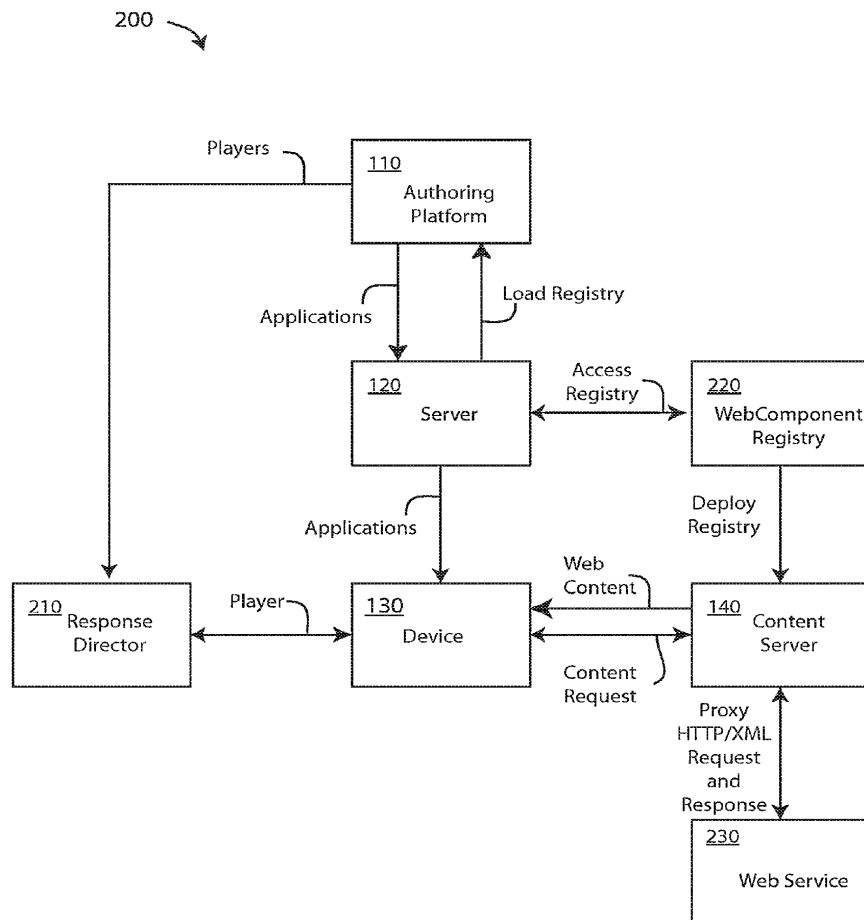 200
Players
110
Authoring
Platform
Applications
Load Registry
120
Server
Access
Registry
220
WebComponent
Registry
Applications
Deploy
Registry
210
Response
Director
Player
130
Device
Web
Content
Content
Request
140
Content
Server
Proxy
HTTP/XML
Request
and
Response
230
Web Service